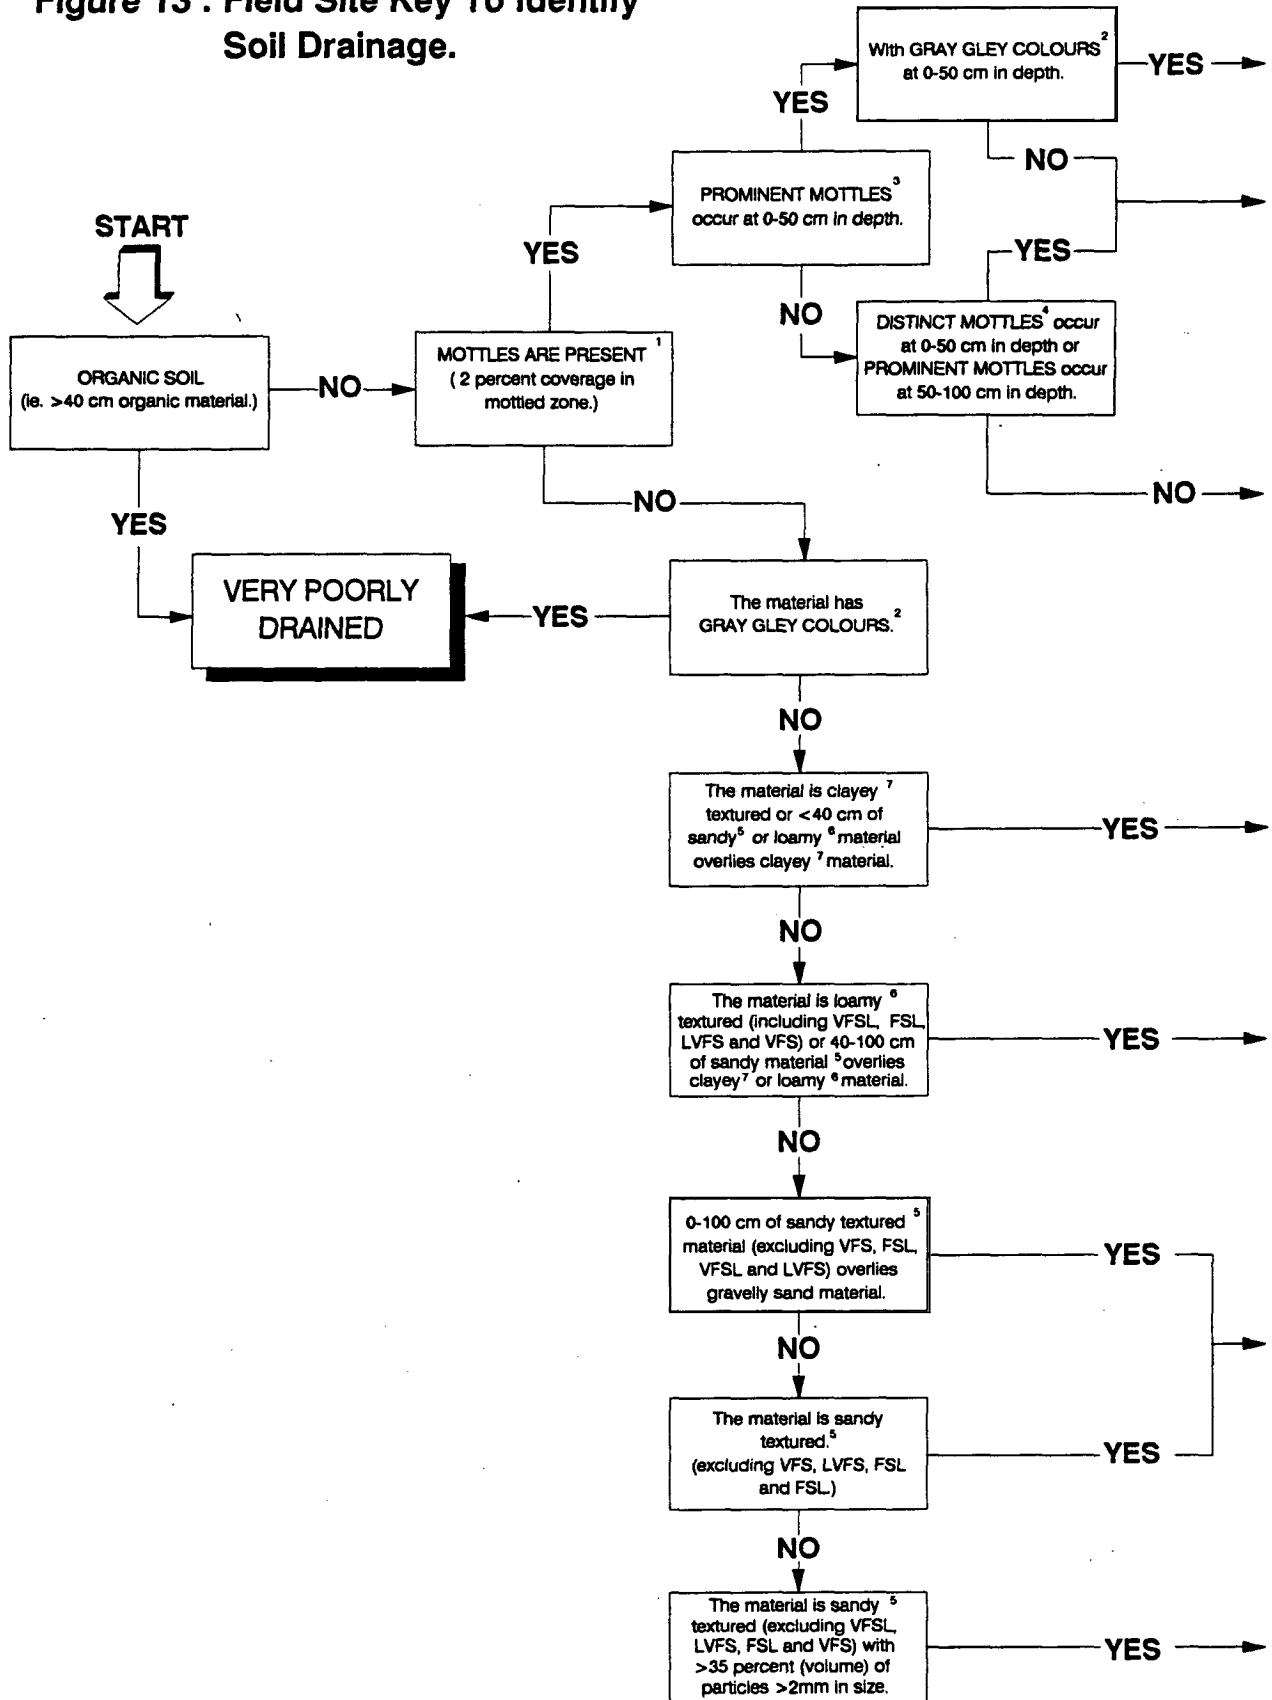 Figure 13 : Field Site Key To Identify
Soil Drainage.
With GRAY GLEY COLOURS 2
at 0-50 cm in depth.
YES
YES
NO
PROMINENT MOTTLES 3
occur at 0-50 cm in depth.
START
YES
YES
NO
DISTINCT MOTTLES 4 occur
at 0-50 cm in depth or
PROMINENT MOTTLES occur
at 50-100 cm in depth.
ORGANIC SOIL
(ie. >40 cm organic material.)
NO
MOTTLES ARE PRESENT 1
( 2 percent coverage in
mottled zone.)
NO
NO
YES
VERY POORLY
DRAINED
YES
The material has
GRAY GLEY COLOURS. 2
NO
The material is clayey 7
textured or <40 cm of
sandy 5 or loamy 6 material
overlies clayey 7 material.
YES
NO
The material is loamy 6
textured (including VFSL, FSL,
LVFS and VFS) or 40-100 cm
of sandy material 5 overlies
clayey 7 or loamy 6 material.
YES
NO
0-100 cm of sandy textured 5
material (excluding VFS, FSL,
VFSL and LVFS) overlies
gravelly sand material.
YES
NO
The material is sandy
textured. 5
(excluding VFS, LVFS, FSL
and FSL)
YES
NO
The material is sandy 5
textured (excluding VFSL,
LVFS, FSL and VFS) with
>35 percent (volume) of
particles >2mm in size.
YES